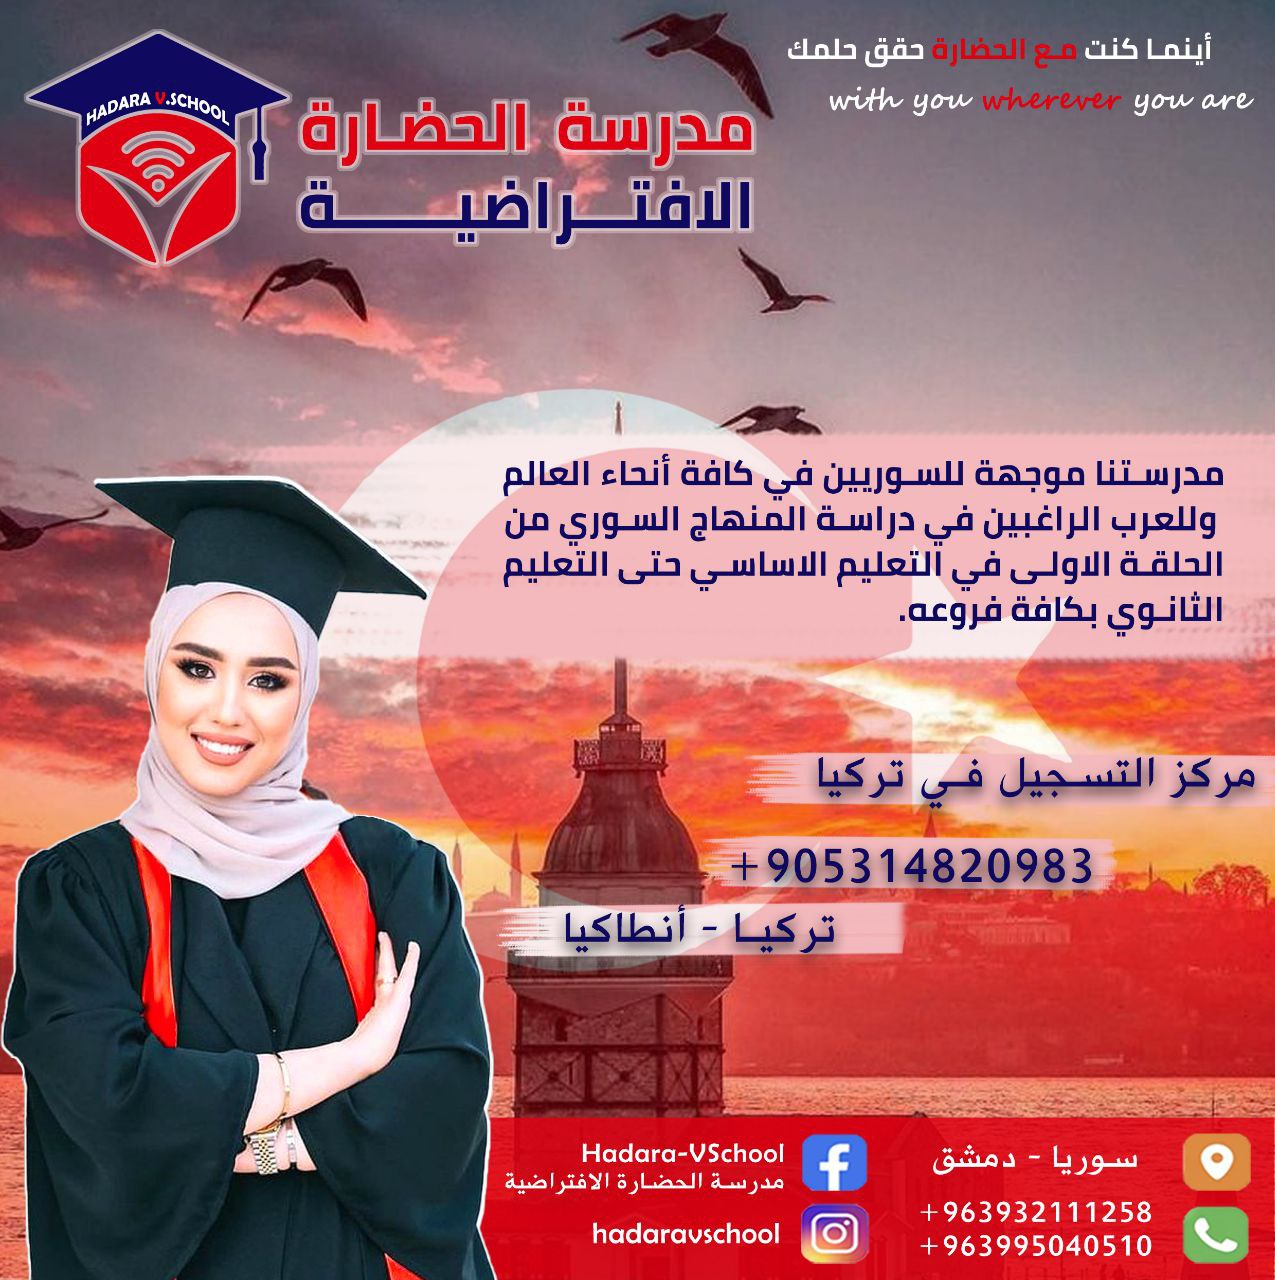 HADARA V.SCHOOL
مدرسة الحضارة
الافتراضية
أينما كنت مع الحضارة حقق حلمك
with you wherever you are
مدرستنا موجهة للسوريين في كافة أنحاء العالم
وللعرب الراغبين في دراسة المنهاج السوري من
الحلقة الاولى في التعليم الاساسي حتى التعليم
الثانوي بكافة فروعه.
مركز التسجيل في تركيا
+905314820983
تركيا - أنطاكيا
سوريا - دمشق
+963932111258
+963995040510
Hadara-VSchool
مدرسة الحضارة الافتراضية
hadaravschool